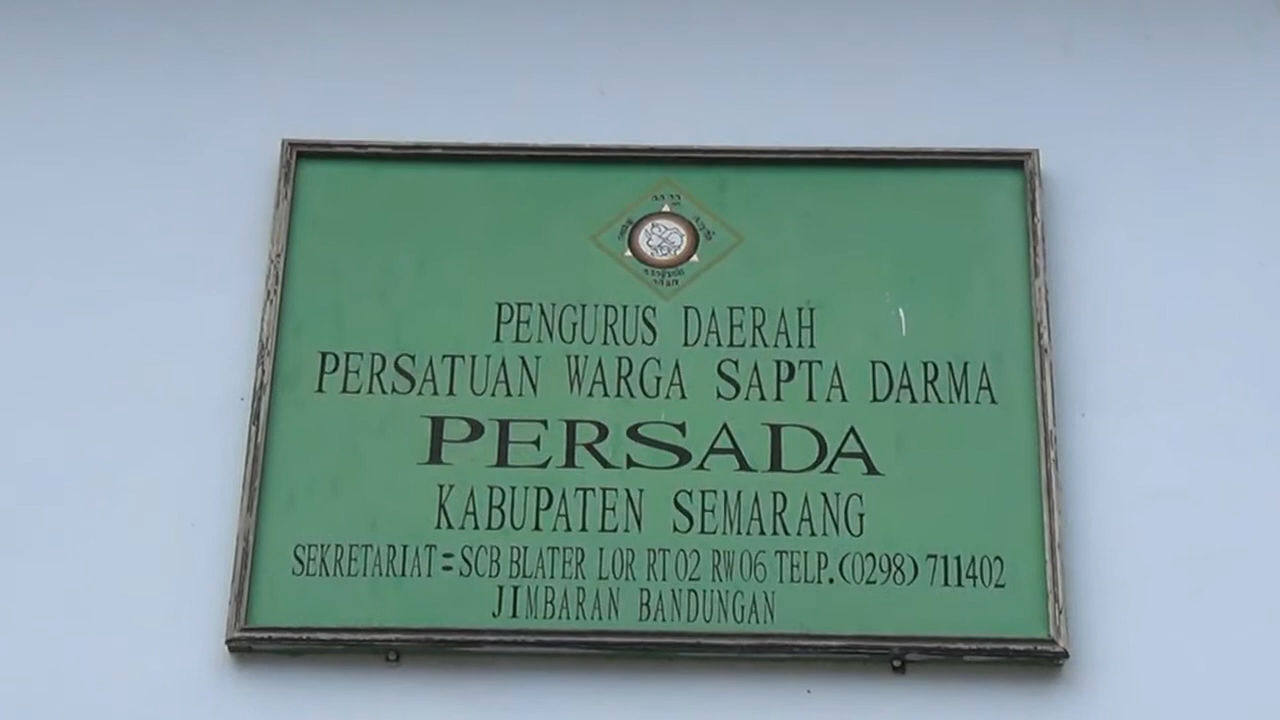 PENGURUS DAERAH
PERSATUAN WARGA SAPTA DARMA
PERSADA
KABUPATEN SEMARANG
SEKRETARIAT = SCB BLATER LOR RT 02 RW 06 TELP. (0298) 711402
JIMBARAN BANDUNGAN